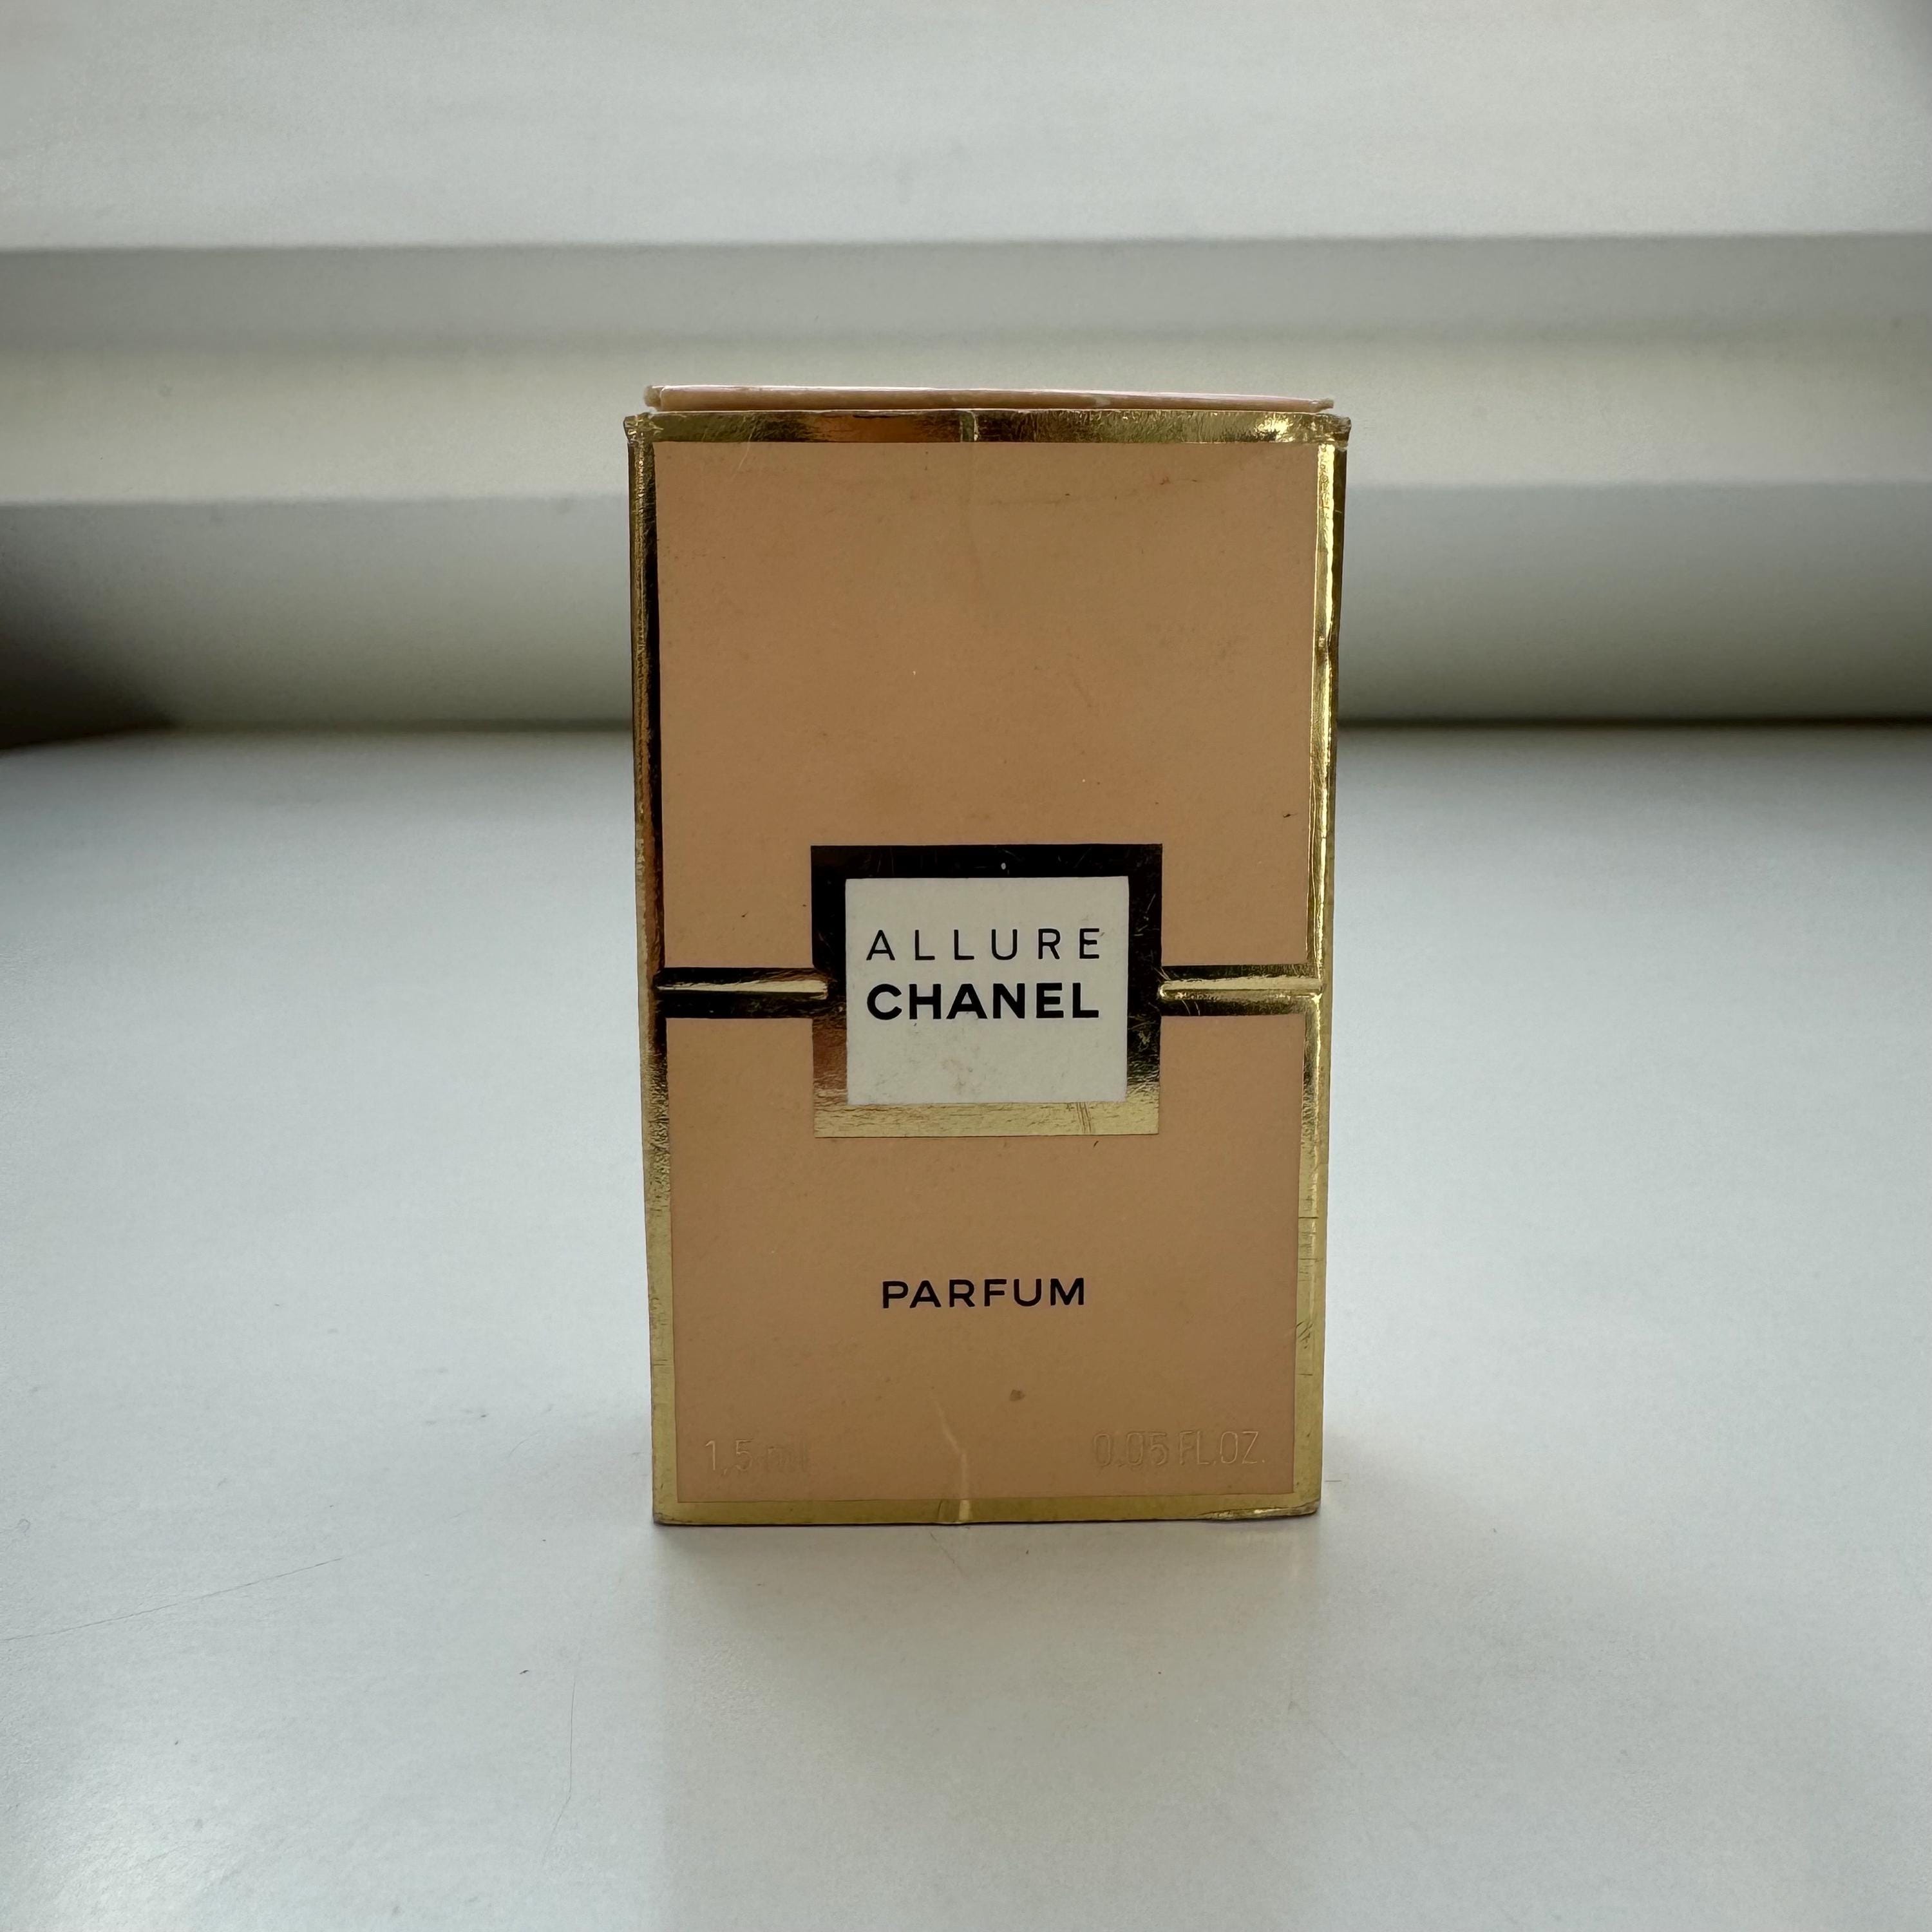 ALLURE
CHANEL
PARFUM
1,5 ml 0.05 FL.OZ.